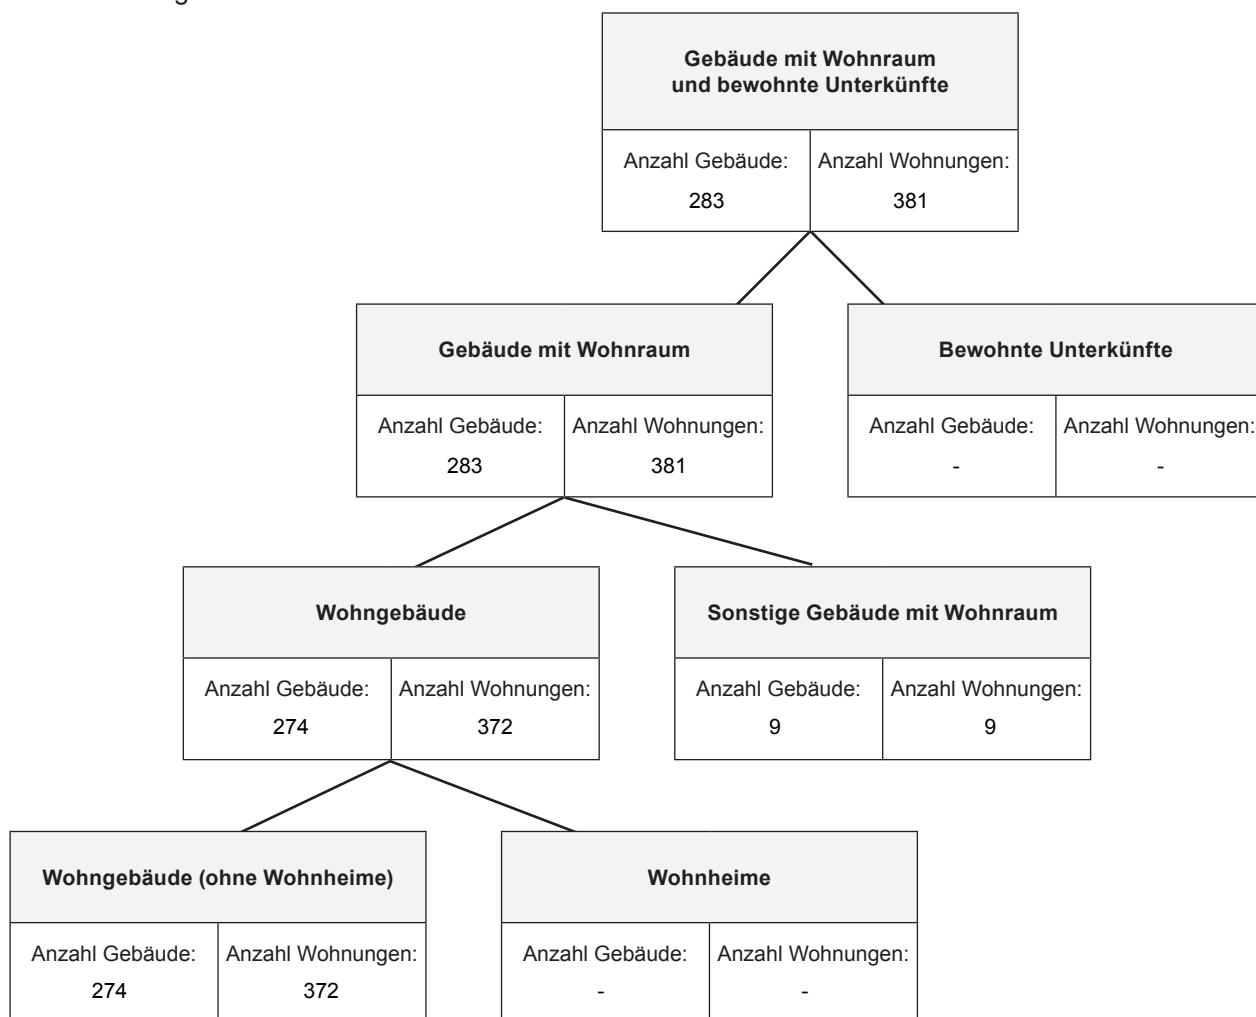 Gebäude mit Wohnraum
und bewohnte Unterkünfte
Anzahl Gebäude: Anzahl Wohnungen:
283 381
Gebäude mit Wohnraum
Bewohnte Unterkünfte
Anzahl Gebäude: Anzahl Wohnungen:
283 381
Anzahl Gebäude: Anzahl Wohnungen:
- -
Wohngebäude
Sonstige Gebäude mit Wohnraum
Anzahl Gebäude: Anzahl Wohnungen:
274 372
Anzahl Gebäude: Anzahl Wohnungen:
9 9
Wohngebäude (ohne Wohnheime)
Wohnheime
Anzahl Gebäude: Anzahl Wohnungen:
274 372
Anzahl Gebäude: Anzahl Wohnungen:
- -